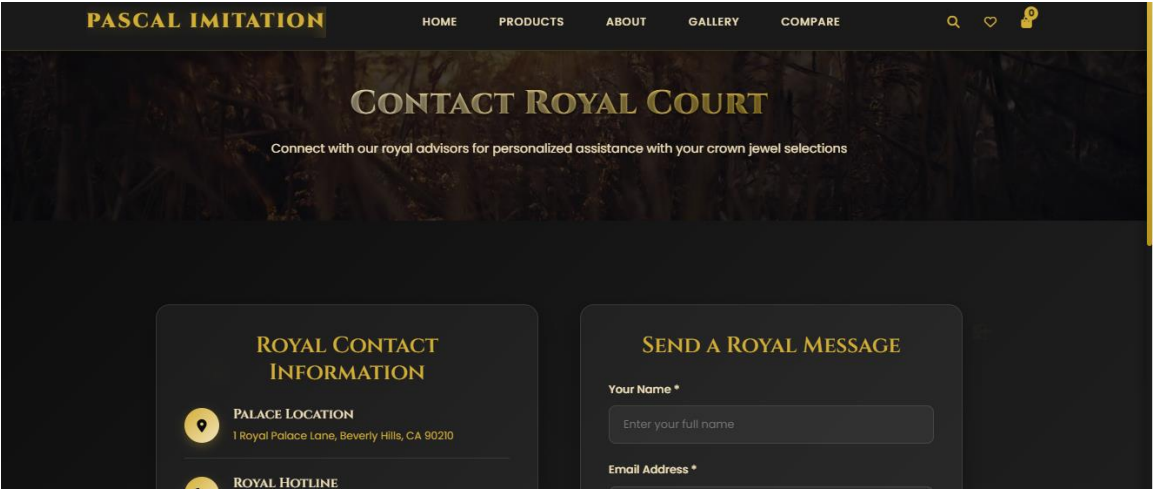 PASCAL IMITATION
HOME PRODUCTS ABOUT GALLERY COMPARE
0
CONTACT ROYAL COURT
Connect with our royal advisors for personalized assistance with your crown jewel selections
ROYAL CONTACT
INFORMATION
PALACE LOCATION
1 Royal Palace Lane, Beverly Hills, CA 90210
ROYAL HOTLINE
SEND A ROYAL MESSAGE
Your Name *
Enter your full name
Email Address *